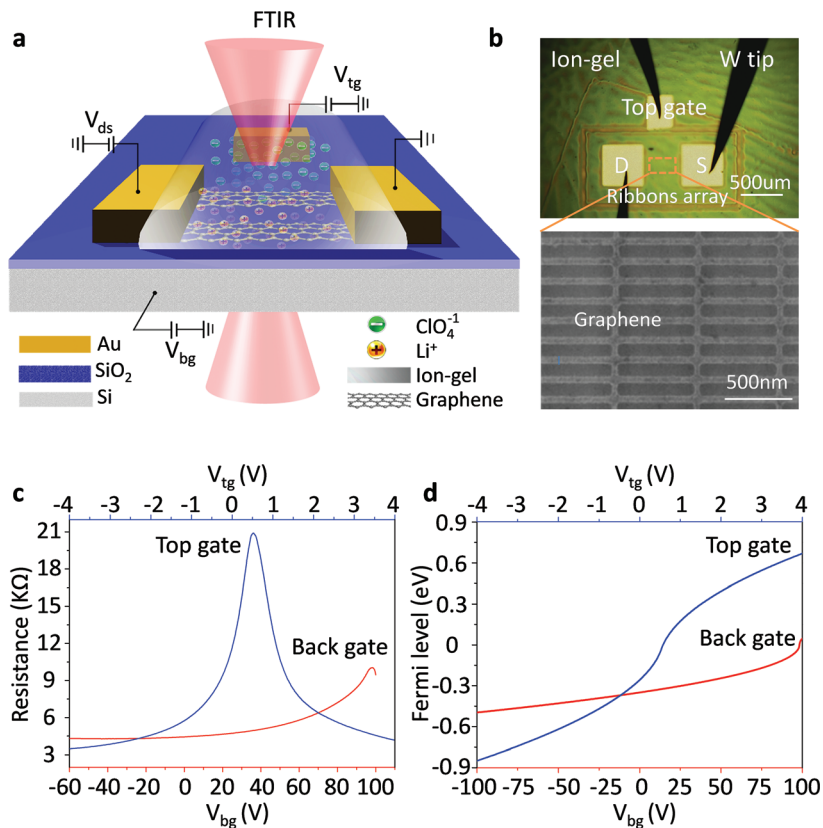 a
FTIR
V_tg
V_ds
V_bg
Au
SiO₂
Si
ClO₄⁻¹
Li⁺
Ion-gel
Graphene
b
Ion-gel
W tip
Top gate
D
S
500um
Ribbons array
Graphene
500nm
c
V_tg (V)
-4 -3 -2 -1 0 1 2 3 4
Resistance (KΩ)
21
18
15
12
9
6
3
Top gate
Back gate
-60 -40 -20 0 20 40 60 80 100
V_bg (V)
d
V_tg (V)
-4 -3 -2 -1 0 1 2 3 4
Fermi level (eV)
0.9
0.6
0.3
0
-0.3
-0.6
-0.9
Top gate
Back gate
-100 -75 -50 -25 0 25 50 75 100
V_bg (V)